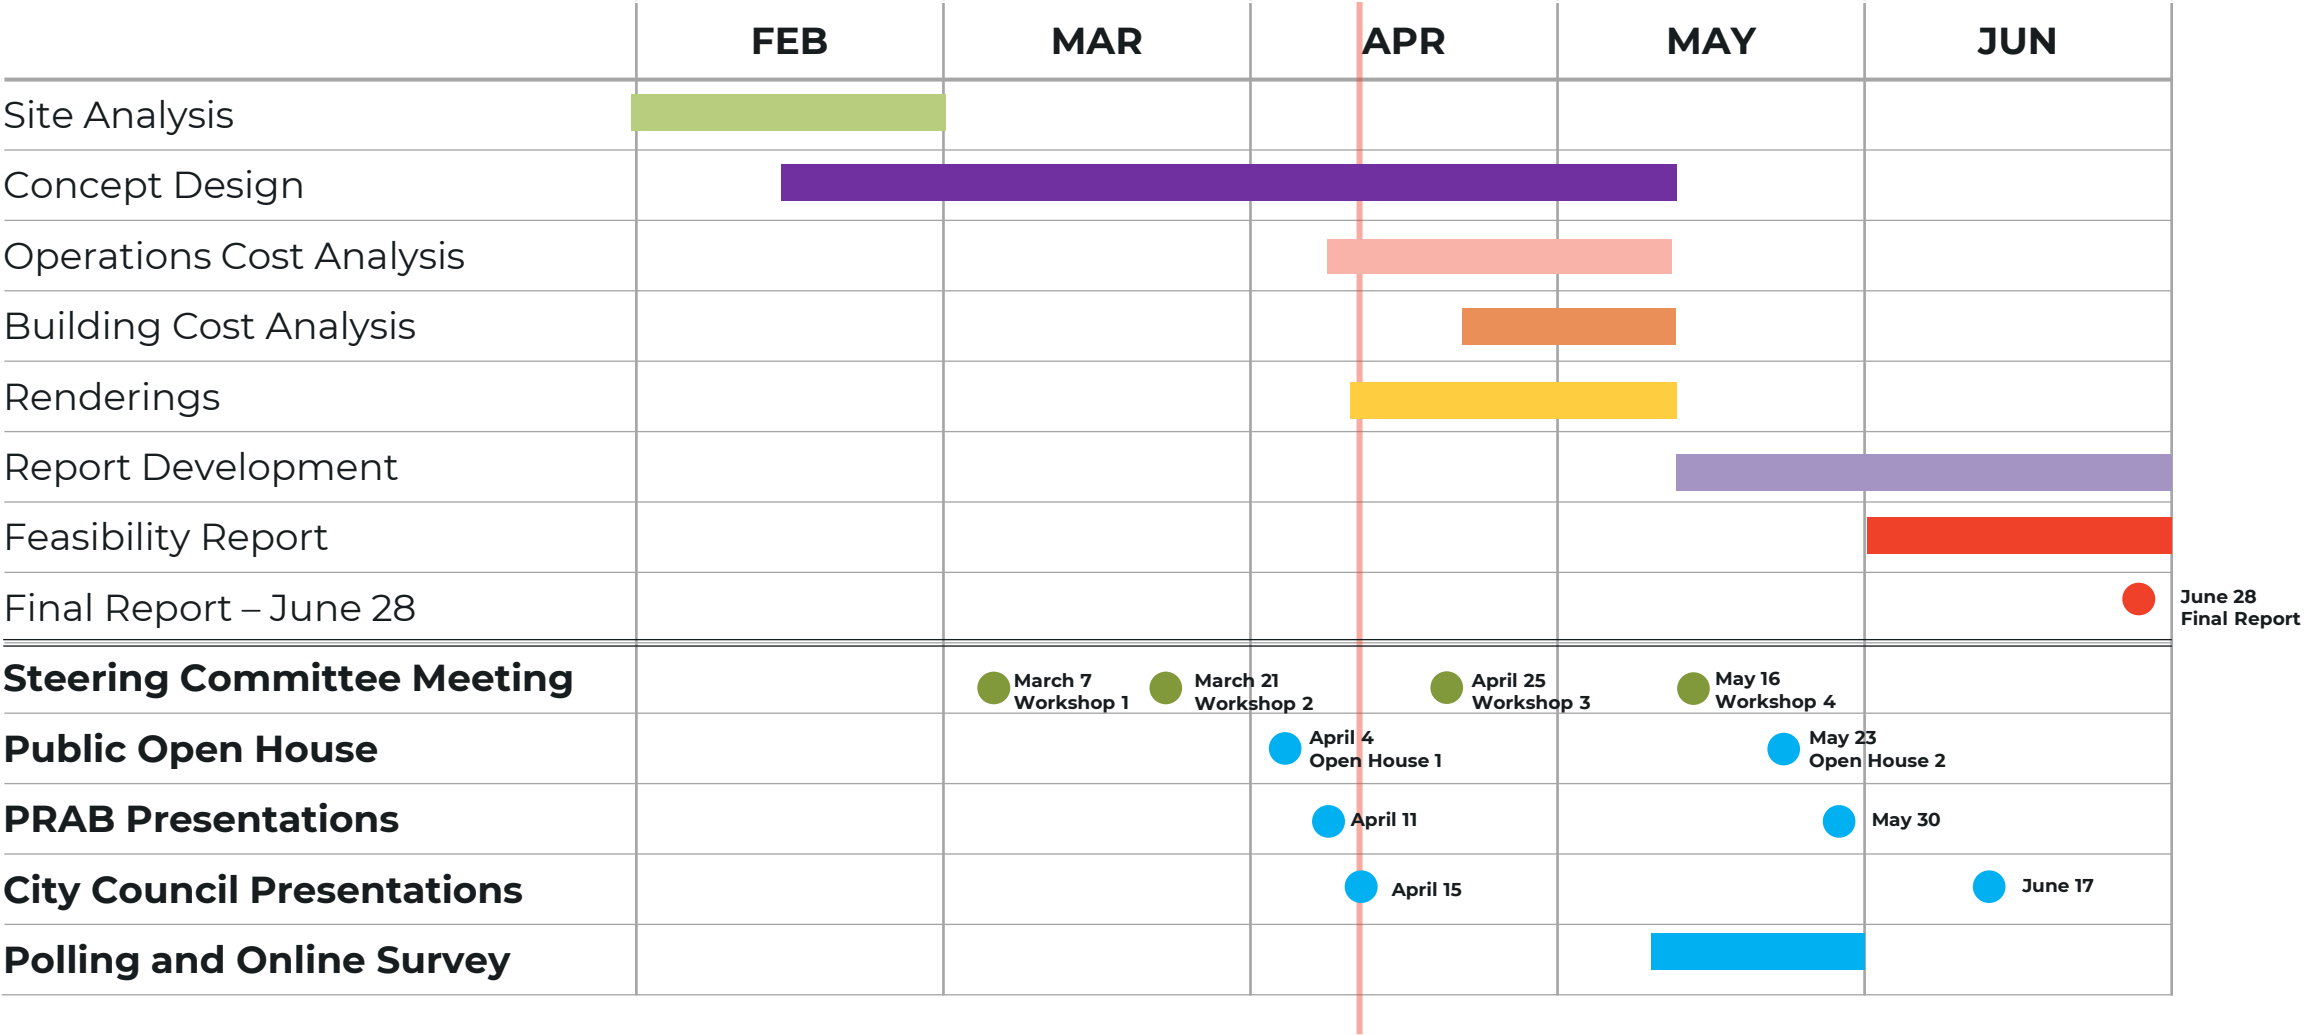 FEB MAR APR MAY JUN
Site Analysis
Concept Design
Operations Cost Analysis
Building Cost Analysis
Renderings
Report Development
Feasibility Report
Final Report – June 28
June 28
Final Report
Steering Committee Meeting
March 7
Workshop 1
March 21
Workshop 2
April 25
Workshop 3
May 16
Workshop 4
Public Open House
April 4
Open House 1
May 23
Open House 2
PRAB Presentations
April 11
May 30
City Council Presentations
April 15
June 17
Polling and Online Survey